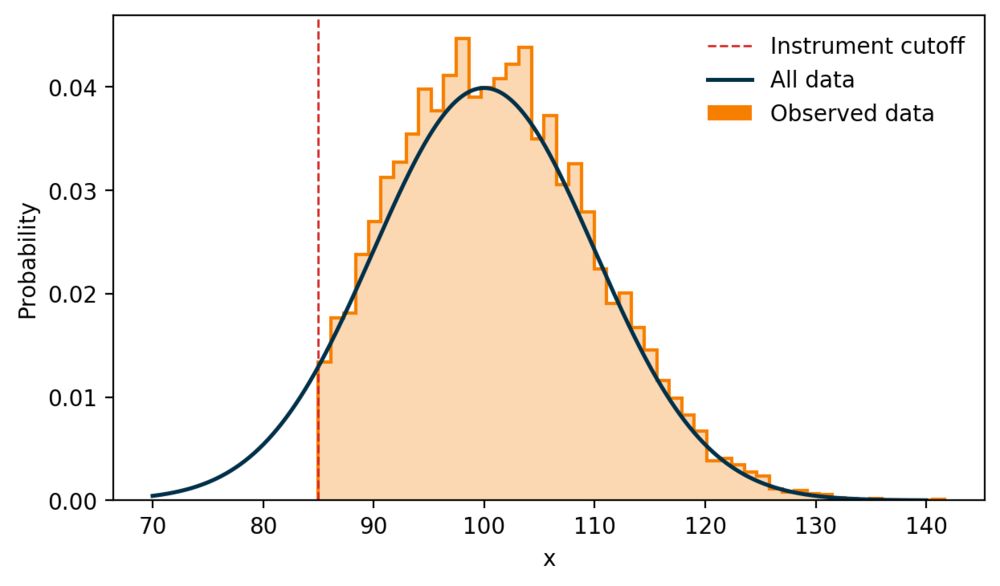 Instrument cutoff
All data
Observed data
Probability
0.04
0.03
0.02
0.01
0.00
70 80 90 100 110 120 130 140
x